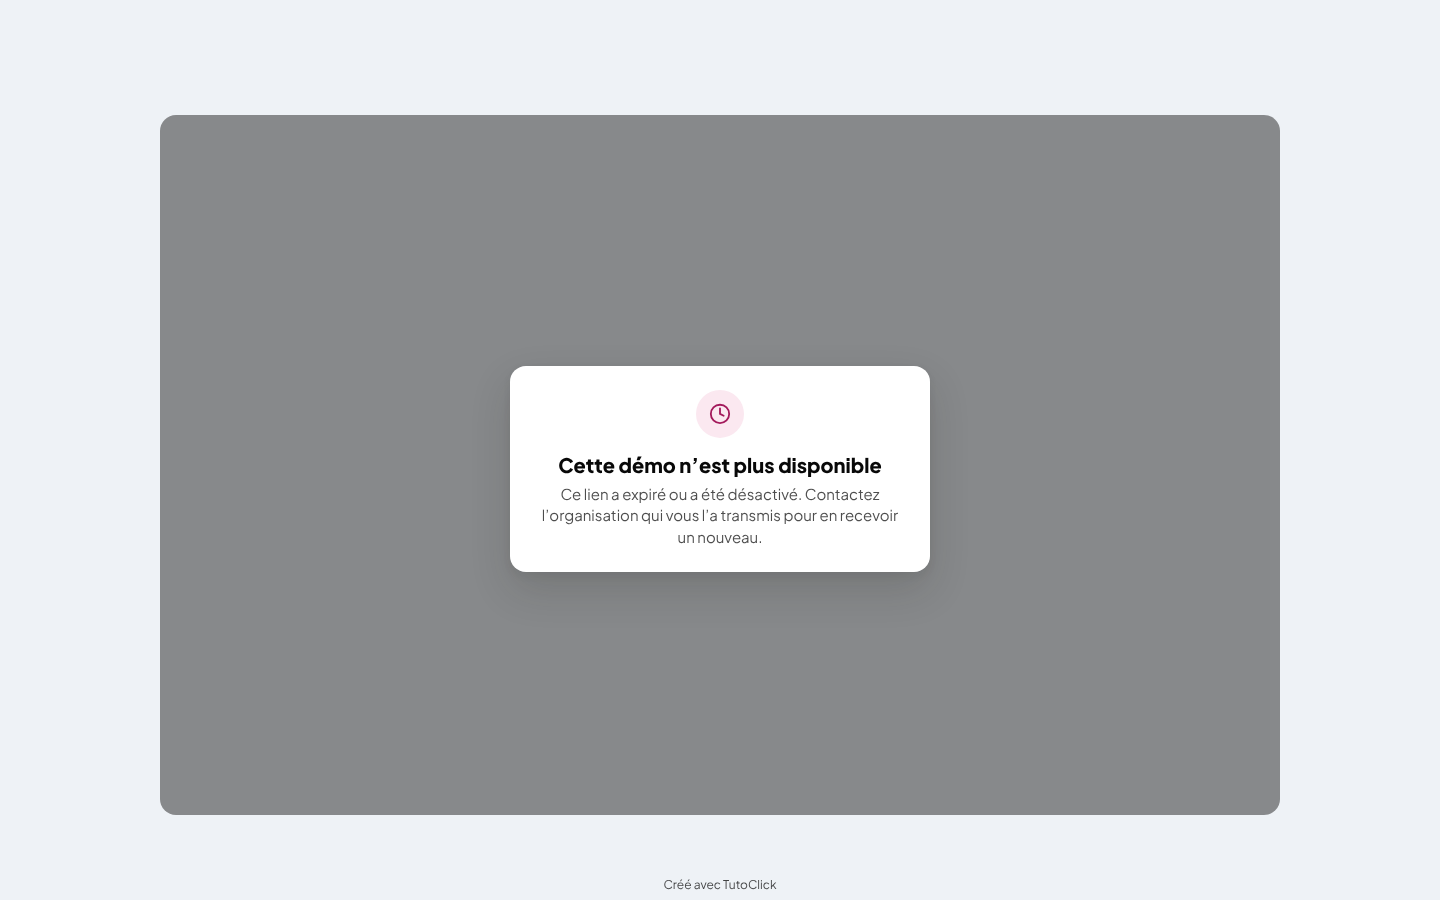 Cette démo n’est plus disponible
Ce lien a expiré ou a été désactivé. Contactez
l’organisation qui vous l’a transmis pour en recevoir
un nouveau.
Créé avec TutoClick